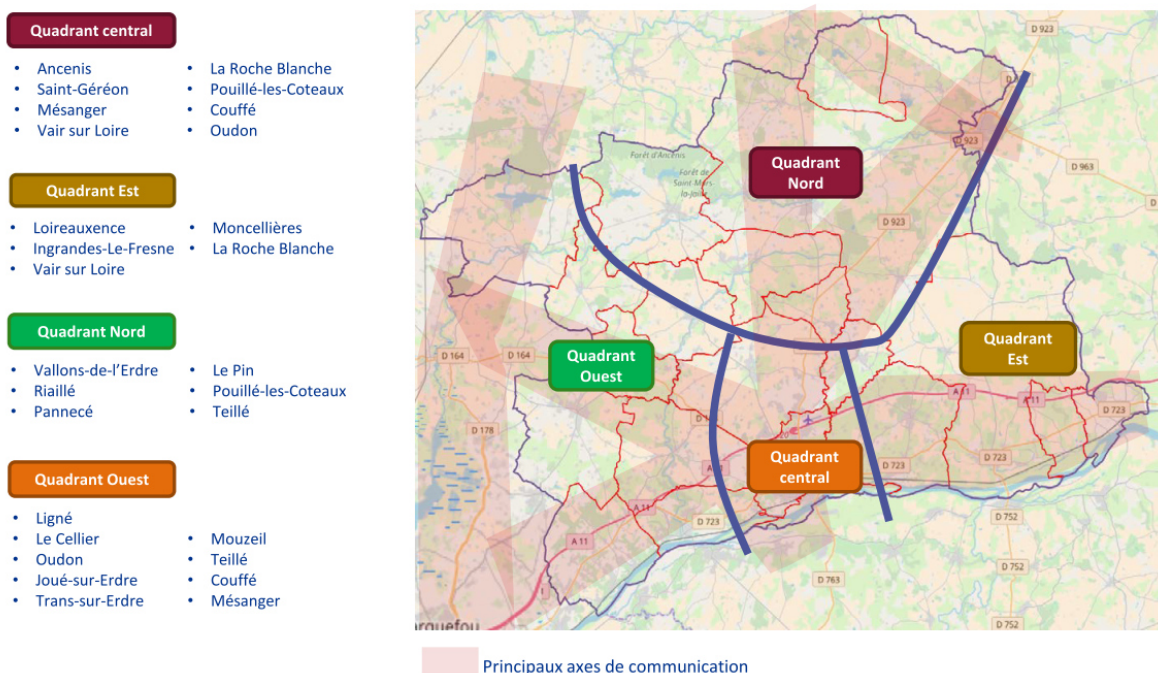 Quadrant central
• Ancenis
• Saint-Géréon
• Mésanger
• Vair sur Loire
• La Roche Blanche
• Pouillé-les-Coteaux
• Couffé
• Oudon
Quadrant Est
• Loireauxence
• Ingrandes-Le-Fresne
• Vair sur Loire
• Moncellières
• La Roche Blanche
Quadrant Nord
• Vallons-de-l’Erdre
• Riaillé
• Pannecé
• Le Pin
• Pouillé-les-Coteaux
• Teillé
Quadrant Ouest
• Ligné
• Le Cellier
• Oudon
• Joué-sur-Erdre
• Trans-sur-Erdre
• Mouzeil
• Teillé
• Couffé
• Mésanger
D 923
D 923
D 963
Forêt d'Ancenis
Forêt de
Saint Mars
la-Jaille
Quadrant
Nord
D 923
D 164
D 164
Quadrant
Ouest
Quadrant
Est
A 11
A 11
A 11
D 723
D 178
Quadrant
central
D 723
D 723
D 723
A 11
A 11
D 752
D 752
D 763
D 752
Principaux axes de communication